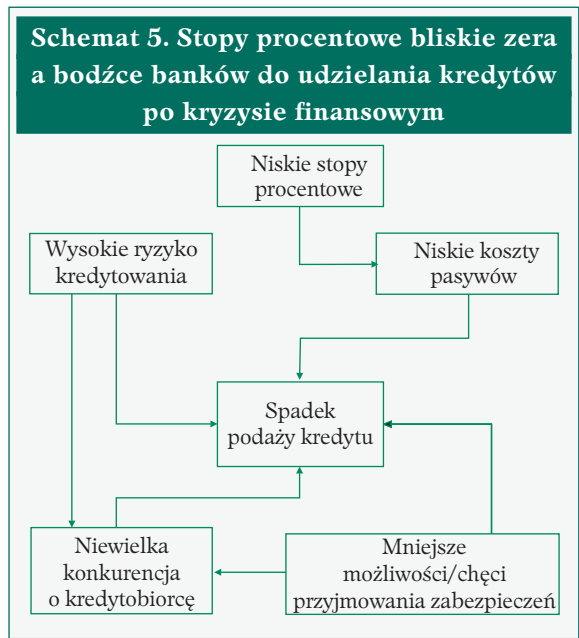 Schemat 5. Stopy procentowe bliskie zera
a bodźce banków do udzielania kredytów
po kryzysie finansowym
Niskie stopy
procentowe
Wysokie ryzyko
kredytowania
Niskie koszty
pasywów
Spadek
podaży kredytu
Niewielka
konkurencja
o kredytobiorcę
Mniejsze
możliwości/chęci
przyjmowania zabezpieczeń